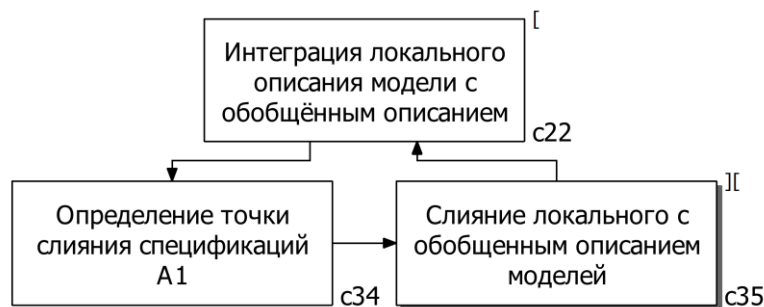 [
Интеграция локального
описания модели с
обобщённым описанием
c22
Определение точки
слияния спецификаций
A1
c34
][
Слияние локального с
обобщенным описанием
моделей
c35